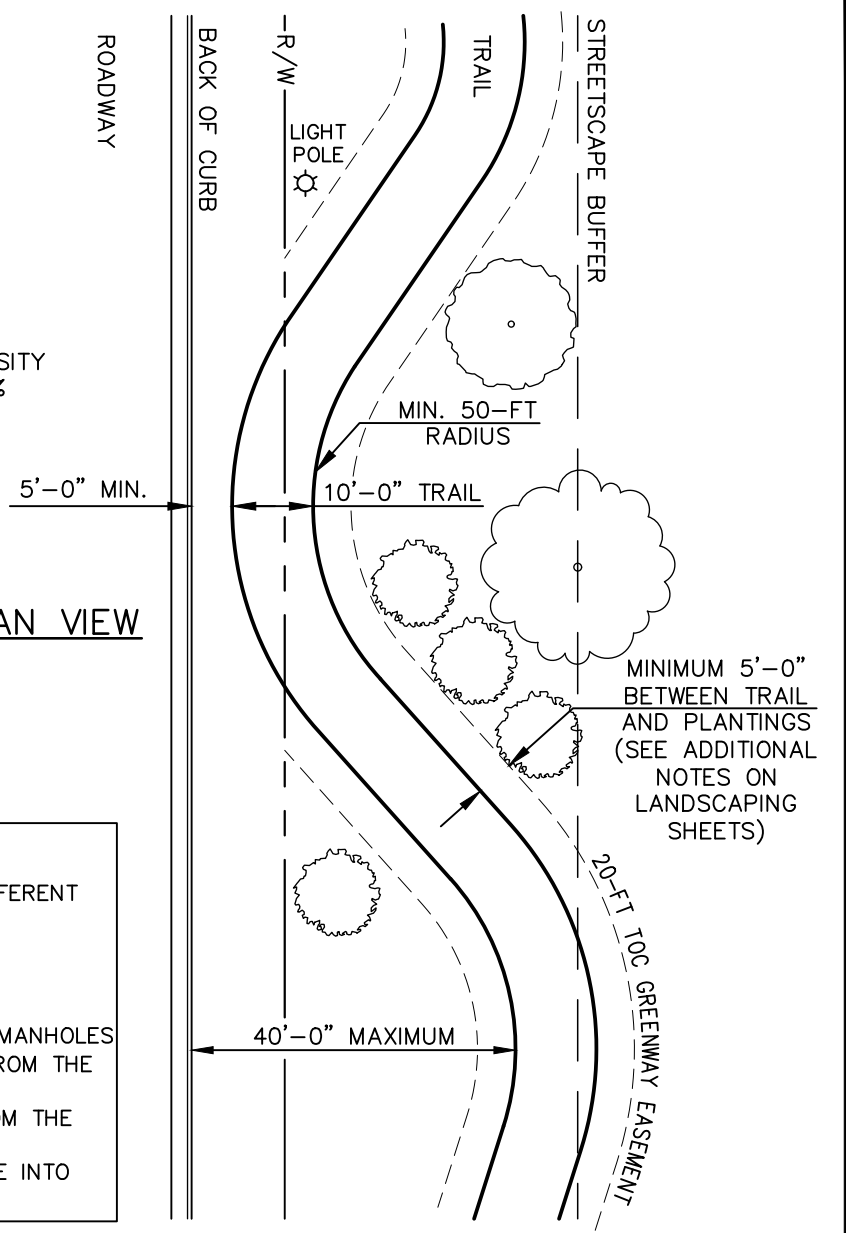 ROADWAY
BACK OF CURB
R/W
TRAIL
STREETSCAPE BUFFER
LIGHT
POLE
SITY
%
MIN. 50-FT
RADIUS
5'-0" MIN.
10'-0" TRAIL
AN VIEW
MINIMUM 5'-0"
BETWEEN TRAIL
AND PLANTINGS
(SEE ADDITIONAL
NOTES ON
LANDSCAPING
SHEETS)
20-FT TOC GREENWAY EASEMENT
FERENT
MANHOLES
ROM THE
40'-0" MAXIMUM
OM THE
E INTO